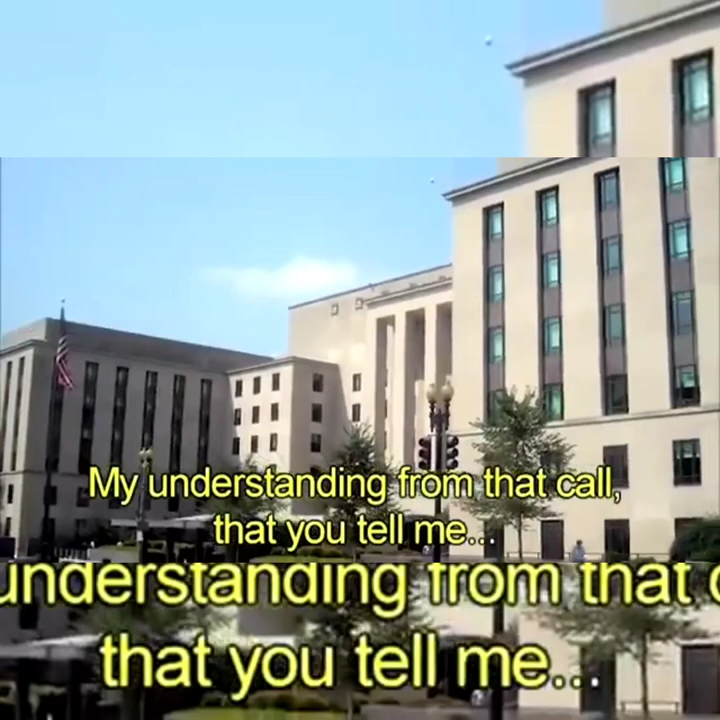 My understanding from that call,
that you tell me...
understanding from that
that you tell me...